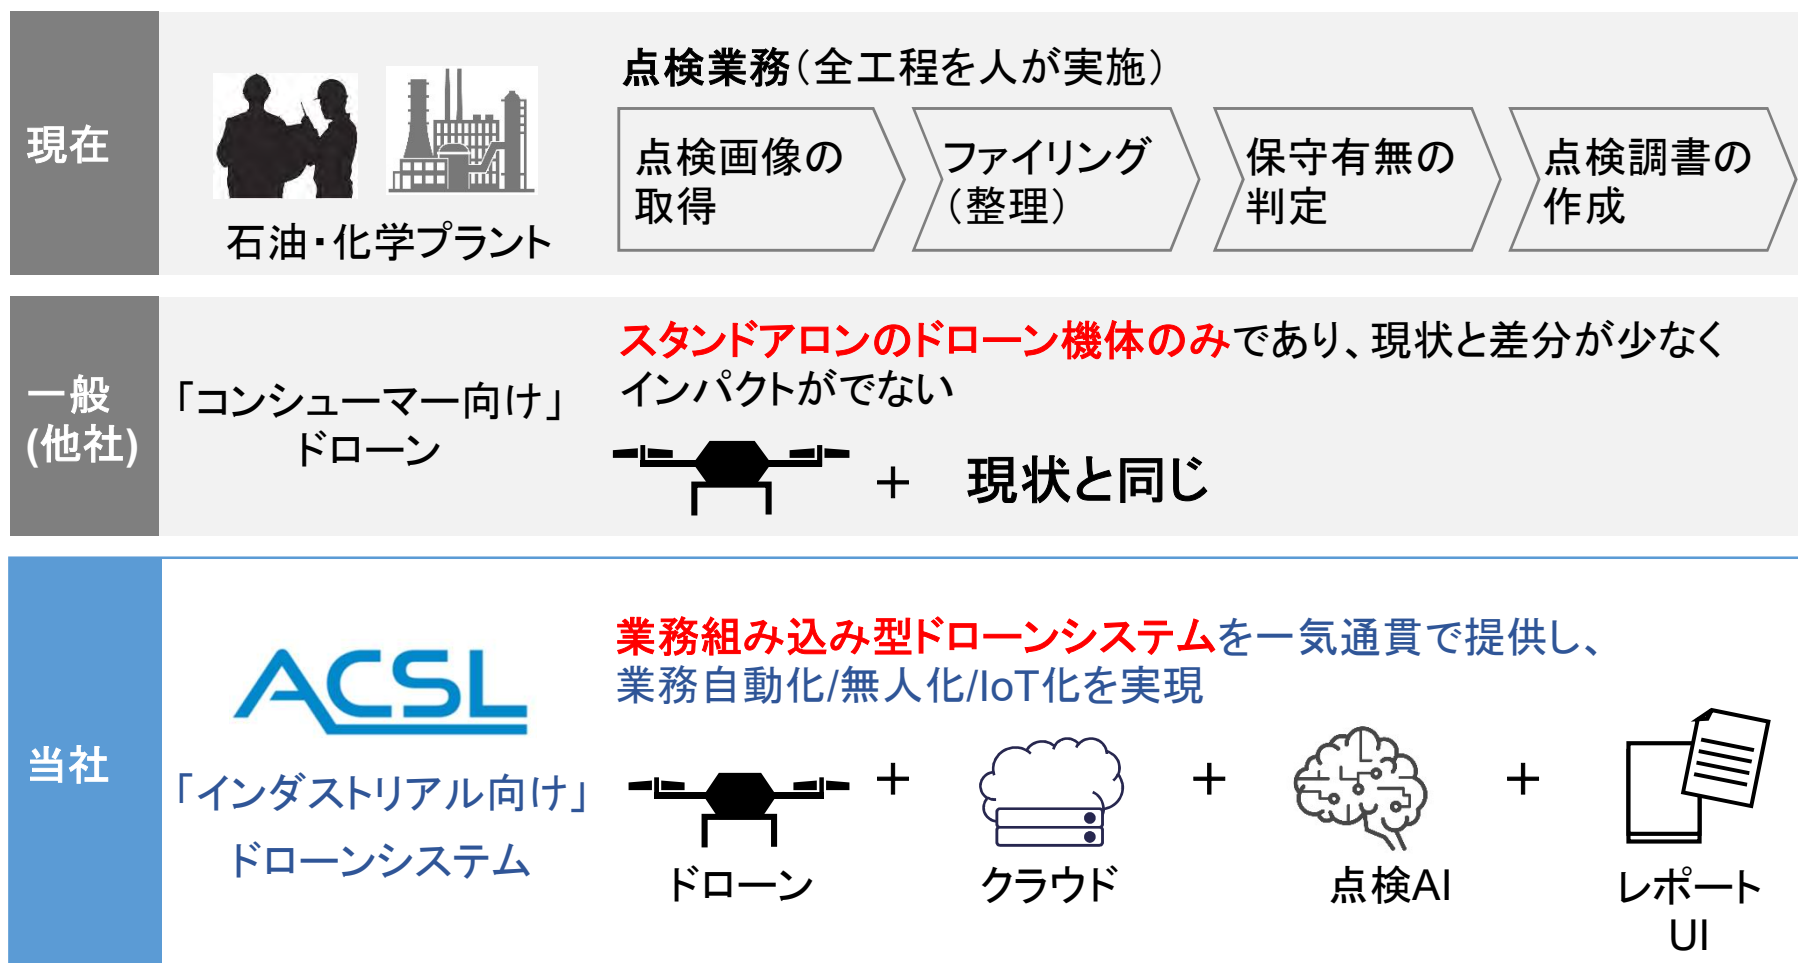 現在
石油・化学プラント
点検業務（全工程を人が実施）
点検画像の
取得
ファイリング
（整理）
保守有無の
判定
点検調書の
作成
一般
(他社)
「コンシューマー向け」
ドローン
スタンドアロンのドローン機体のみであり、現状と差分が少なく
インパクトがでない
+ 現状と同じ
当社
ACSL
「インダストリアル向け」
ドローンシステム
業務組み込み型ドローンシステムを一気通貫で提供し、
業務自動化/無人化/IoT化を実現
+ + +
ドローン
クラウド
点検AI
レポート
UI